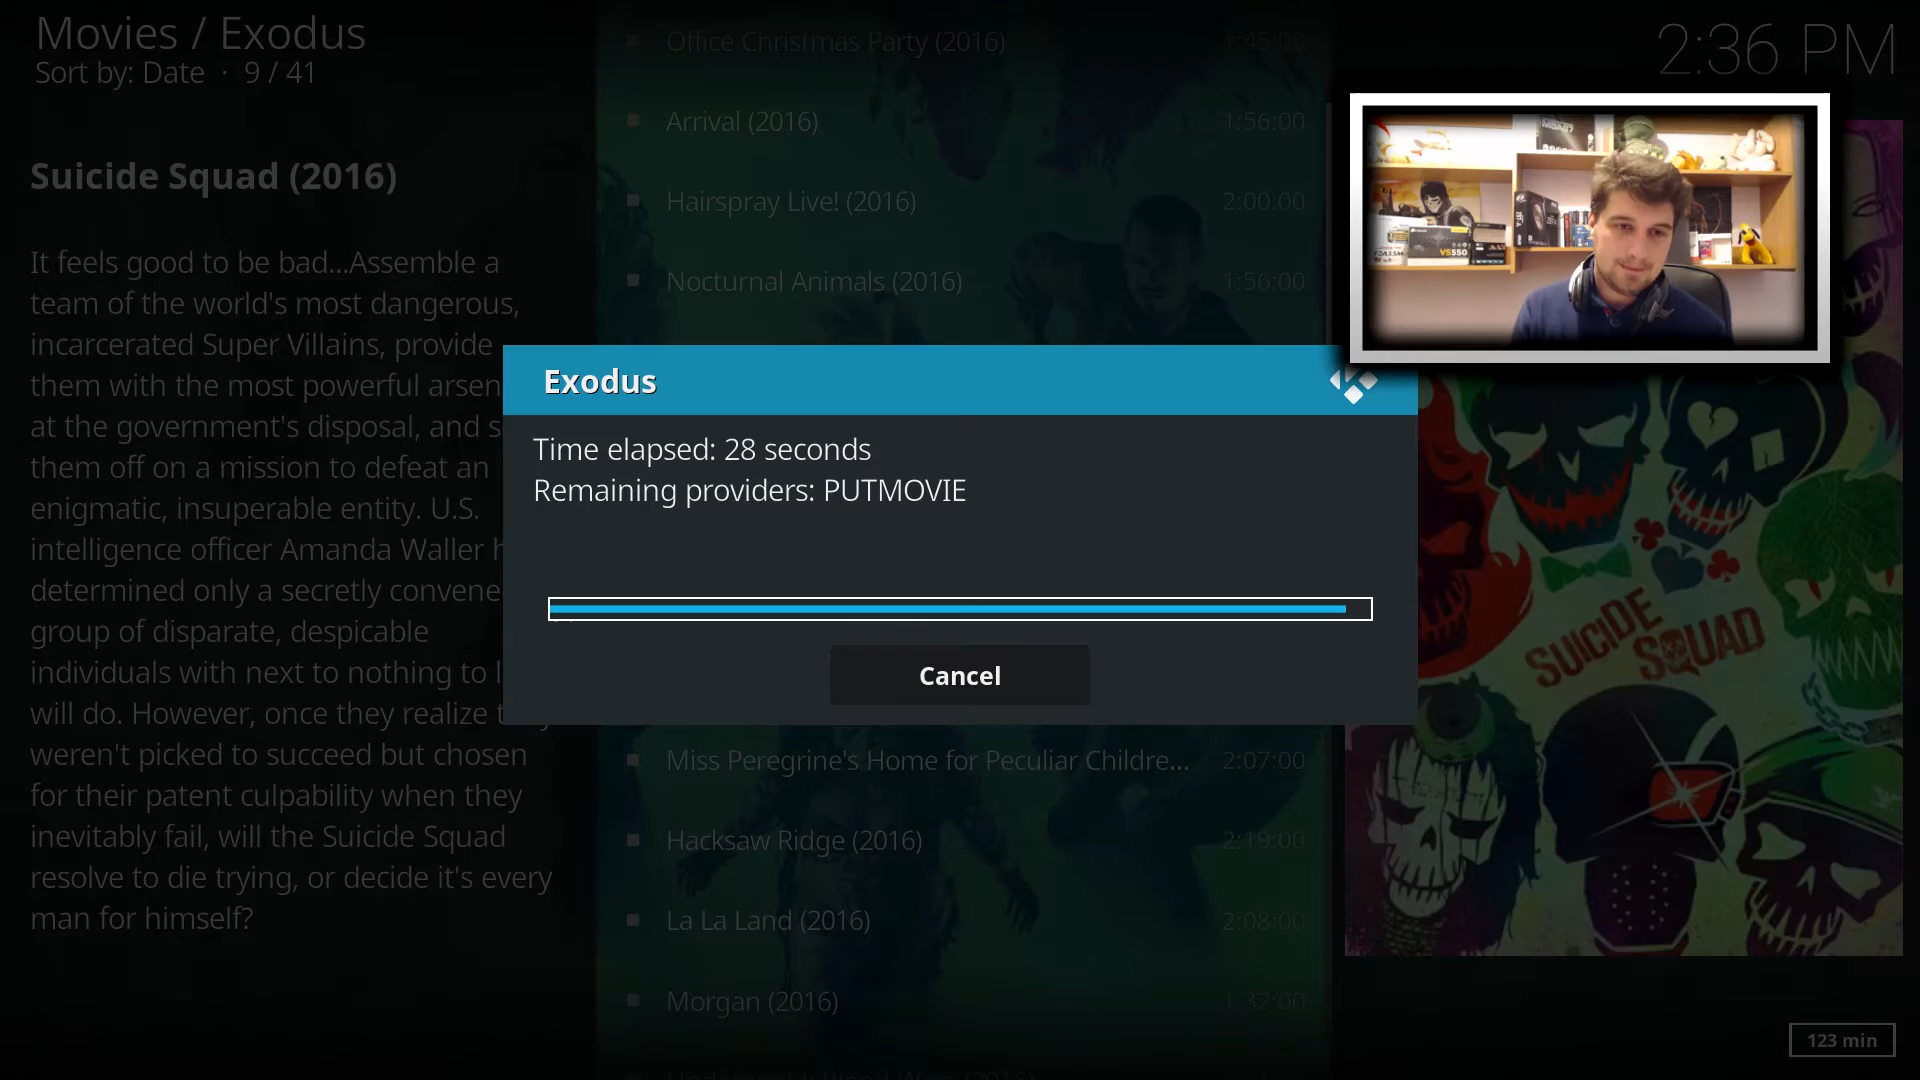 Movies / Exodus
Sort by: Date · 9 / 41
2:36 PM
Suicide Squad (2016)
It feels good to be bad...Assemble a
team of the world's most dangerous,
incarcerated Super Villains, provide
them with the most powerful arsen
at the government's disposal, and s
them off on a mission to defeat an
enigmatic, insuperable entity. U.S.
intelligence officer Amanda Waller h
determined only a secretly convene
group of disparate, despicable
individuals with next to nothing to l
will do. However, once they realize t y
weren't picked to succeed but chosen
for their patent culpability when they
inevitably fail, will the Suicide Squad
resolve to die trying, or decide it's every
man for himself?
Office Christmas Party (2016) 1:45:00
Arrival (2016) 1:56:00
Hairspray Live! (2016) 2:00:00
Nocturnal Animals (2016) 1:56:00
Exodus
Time elapsed: 28 seconds
Remaining providers: PUTMOVIE
Cancel
Miss Peregrine's Home for Peculiar Childre... 2:07:00
Hacksaw Ridge (2016) 2:19:00
La La Land (2016) 2:08:00
Morgan (2016) 1:32:00
VS550
SUICIDE
SQUAD
123 min